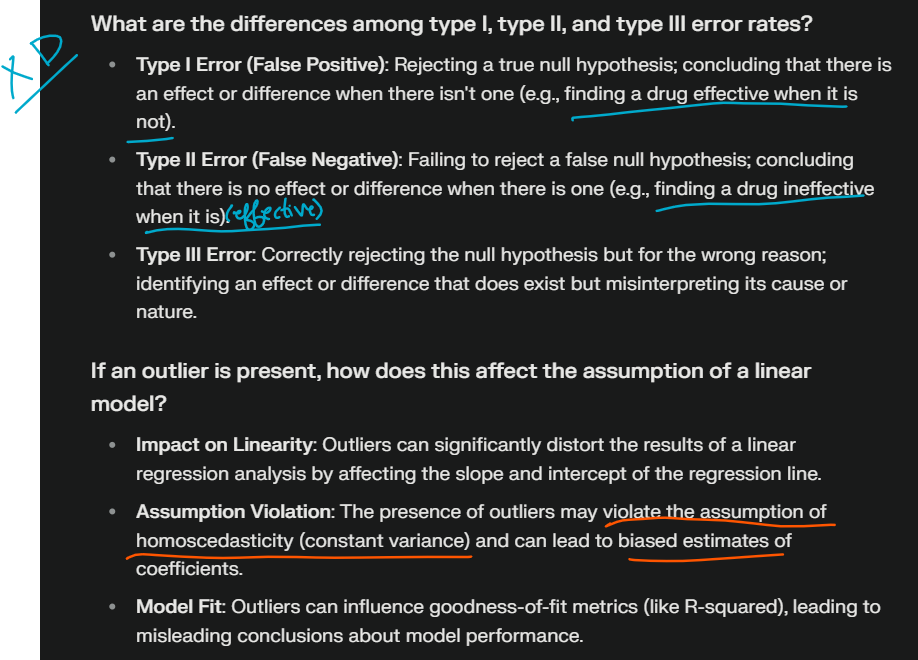 What are the differences among type I, type II, and type III error rates?
• Type I Error (False Positive): Rejecting a true null hypothesis; concluding that there is
an effect or difference when there isn't one (e.g., finding a drug effective when it is
not).
• Type II Error (False Negative): Failing to reject a false null hypothesis; concluding
that there is no effect or difference when there is one (e.g., finding a drug ineffective
when it is). (effective)
• Type III Error: Correctly rejecting the null hypothesis but for the wrong reason;
identifying an effect or difference that does exist but misinterpreting its cause or
nature.
If an outlier is present, how does this affect the assumption of a linear
model?
• Impact on Linearity: Outliers can significantly distort the results of a linear
regression analysis by affecting the slope and intercept of the regression line.
• Assumption Violation: The presence of outliers may violate the assumption of
homoscedasticity (constant variance) and can lead to biased estimates of
coefficients.
• Model Fit: Outliers can influence goodness-of-fit metrics (like R-squared), leading to
misleading conclusions about model performance.